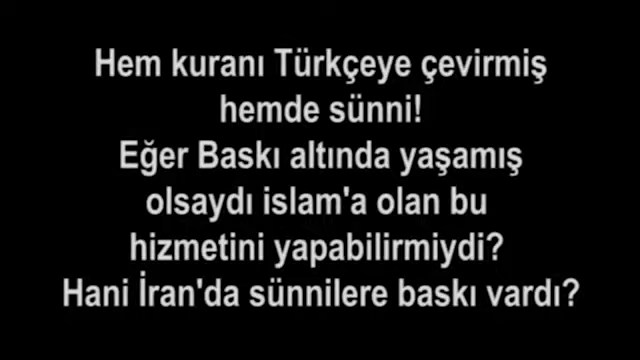 Hem kuranı Türkçeye çevirmiş
hemde sünni!
Eğer Baskı altında yaşamış
olsaydı islam'a olan bu
hizmetini yapabilirmiydi?
Hani İran'da sünnilere baskı vardı?